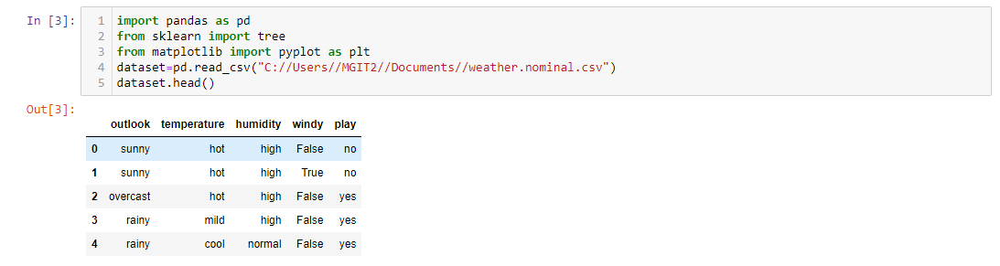 In [3]:
1 import pandas as pd
2 from sklearn import tree
3 from matplotlib import pyplot as plt
4 dataset=pd.read_csv("C://Users//MGIT2//Documents//weather.nominal.csv")
5 dataset.head()
Out[3]:
outlook temperature humidity windy play
0 sunny hot high False no
1 sunny hot high True no
2 overcast hot high False yes
3 rainy mild high False yes
4 rainy cool normal False yes